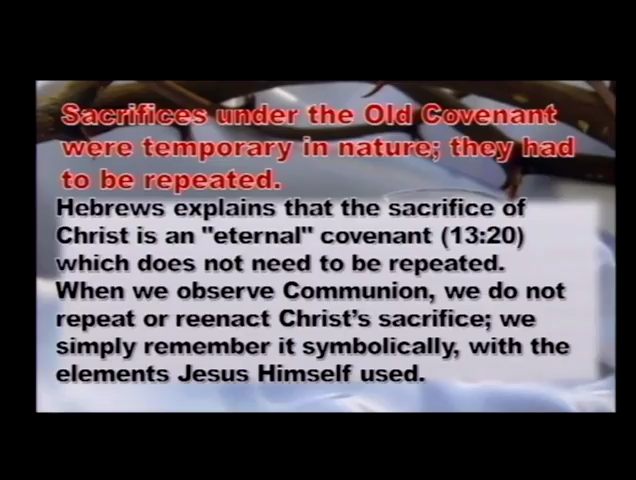 Sacrifices under the Old Covenant
were temporary in nature; they had
to be repeated.
Hebrews explains that the sacrifice of
Christ is an "eternal" covenant (13:20)
which does not need to be repeated.
When we observe Communion, we do not
repeat or reenact Christ's sacrifice; we
simply remember it symbolically, with the
elements Jesus Himself used.